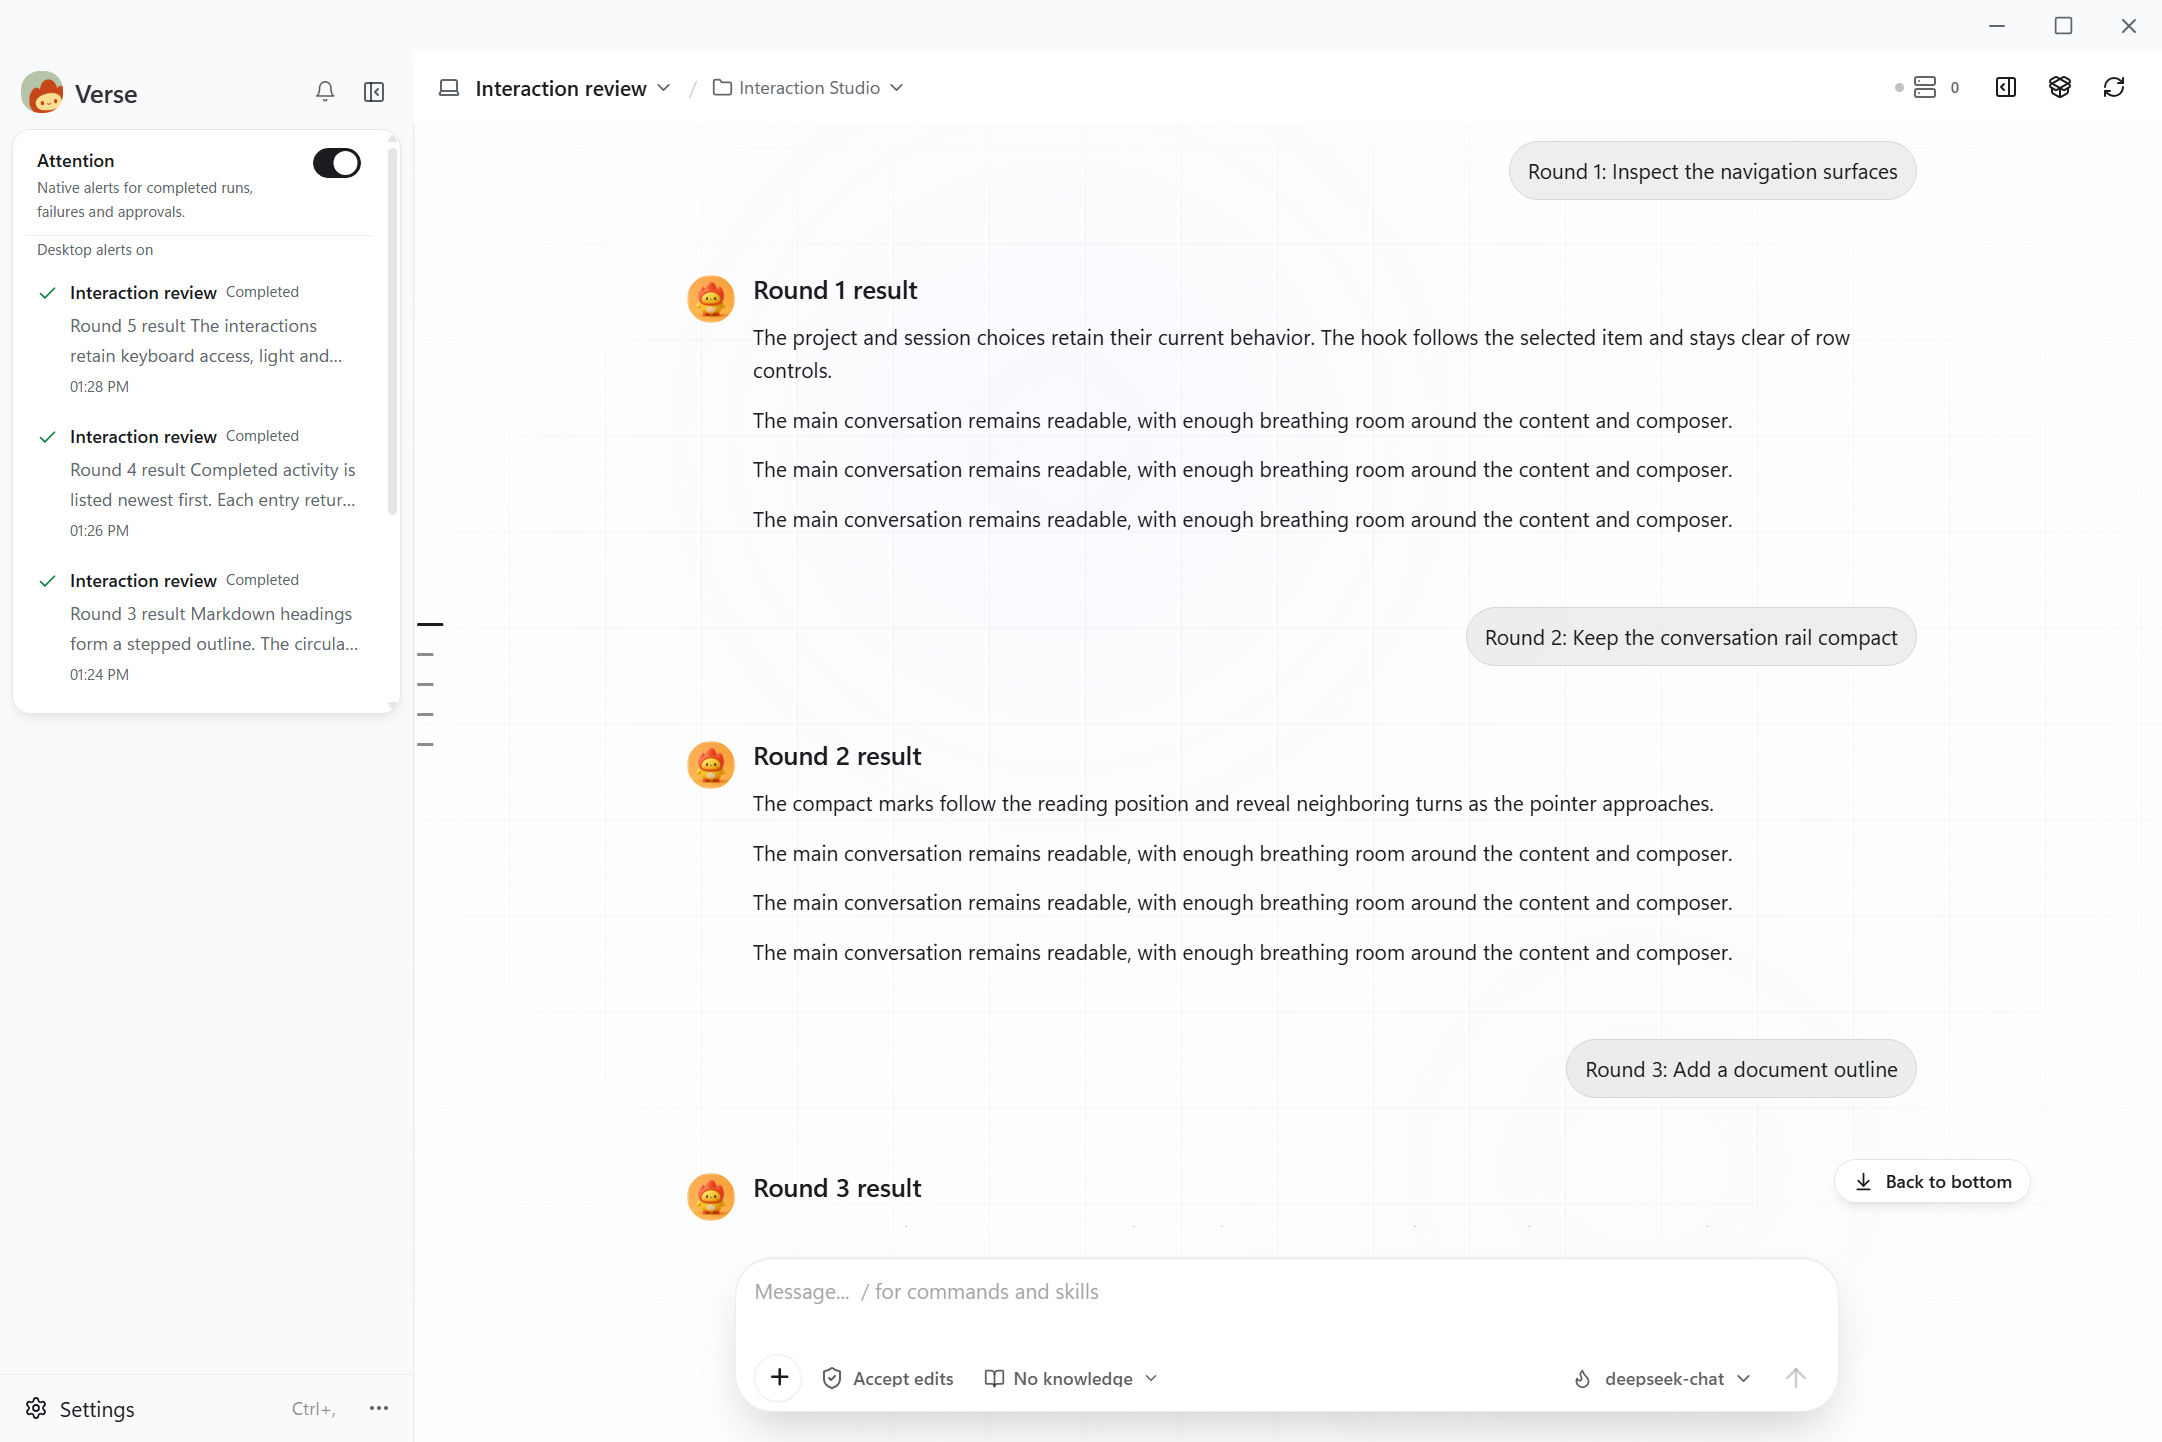 Verse
Attention
Native alerts for completed runs,
failures and approvals.
Desktop alerts on
Interaction review Completed
Round 5 result The interactions
retain keyboard access, light and...
01:28 PM
Interaction review Completed
Round 4 result Completed activity is
listed newest first. Each entry retur...
01:26 PM
Interaction review Completed
Round 3 result Markdown headings
form a stepped outline. The circula...
01:24 PM
Settings Ctrl+,
Interaction review / Interaction Studio
0
Round 1: Inspect the navigation surfaces
Round 1 result
The project and session choices retain their current behavior. The hook follows the selected item and stays clear of row
controls.
The main conversation remains readable, with enough breathing room around the content and composer.
The main conversation remains readable, with enough breathing room around the content and composer.
The main conversation remains readable, with enough breathing room around the content and composer.
Round 2: Keep the conversation rail compact
Round 2 result
The compact marks follow the reading position and reveal neighboring turns as the pointer approaches.
The main conversation remains readable, with enough breathing room around the content and composer.
The main conversation remains readable, with enough breathing room around the content and composer.
The main conversation remains readable, with enough breathing room around the content and composer.
Round 3: Add a document outline
Round 3 result
Back to bottom
Message... / for commands and skills
Accept edits No knowledge deepseek-chat